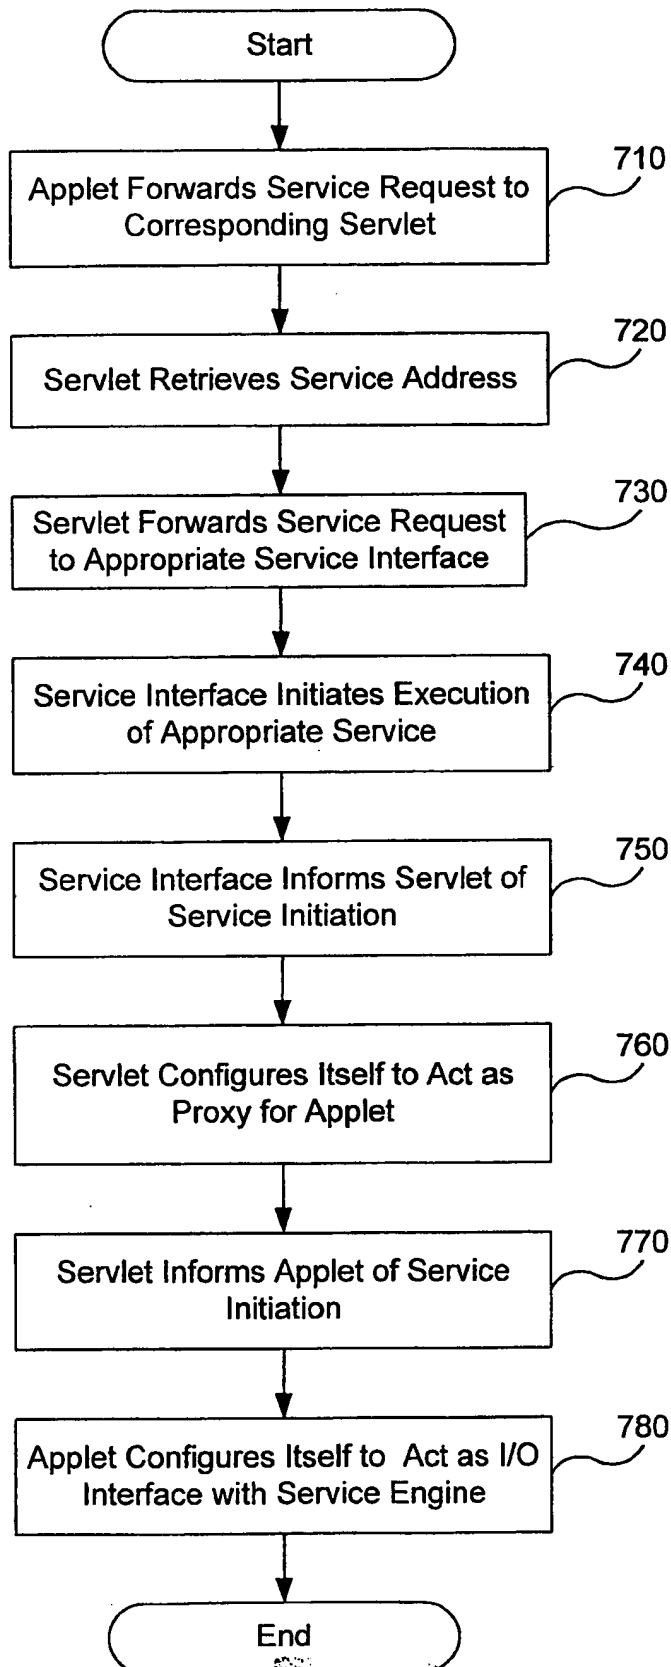 Start
710
Applet Forwards Service Request to
Corresponding Servlet
720
Servlet Retrieves Service Address
730
Servlet Forwards Service Request
to Appropriate Service Interface
740
Service Interface Initiates Execution
of Appropriate Service
750
Service Interface Informs Servlet of
Service Initiation
760
Servlet Configures Itself to Act as
Proxy for Applet
770
Servlet Informs Applet of Service
Initiation
780
Applet Configures Itself to Act as I/O
Interface with Service Engine
End